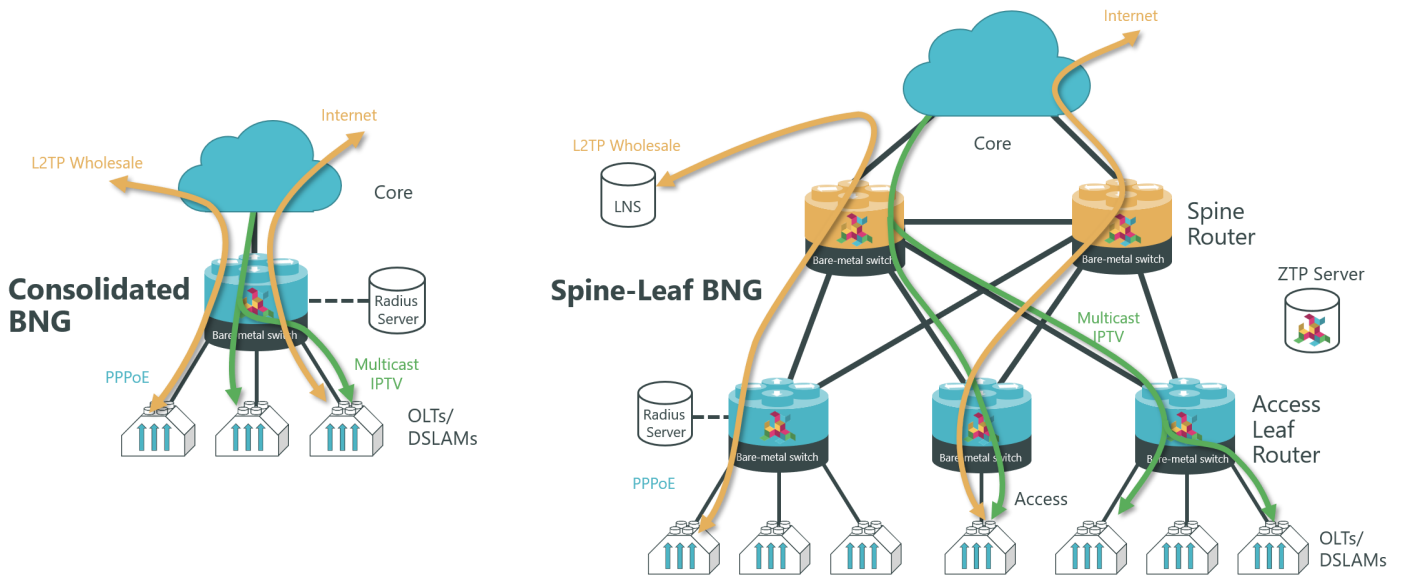 Internet
L2TP Wholesale
Core
Consolidated
BNG
Radius
Server
Bare-metal switch
PPPoE
Multicast
IPTV
OLTs/
DSLAMs
Internet
L2TP Wholesale
LNS
Core
Spine
Router
Bare-metal switch
Bare-metal switch
Spine-Leaf BNG
ZTP Server
Multicast
IPTV
Radius
Server
Access
Leaf
Router
Bare-metal switch
Bare-metal switch
Bare-metal switch
PPPoE
Access
OLTs/
DSLAMs